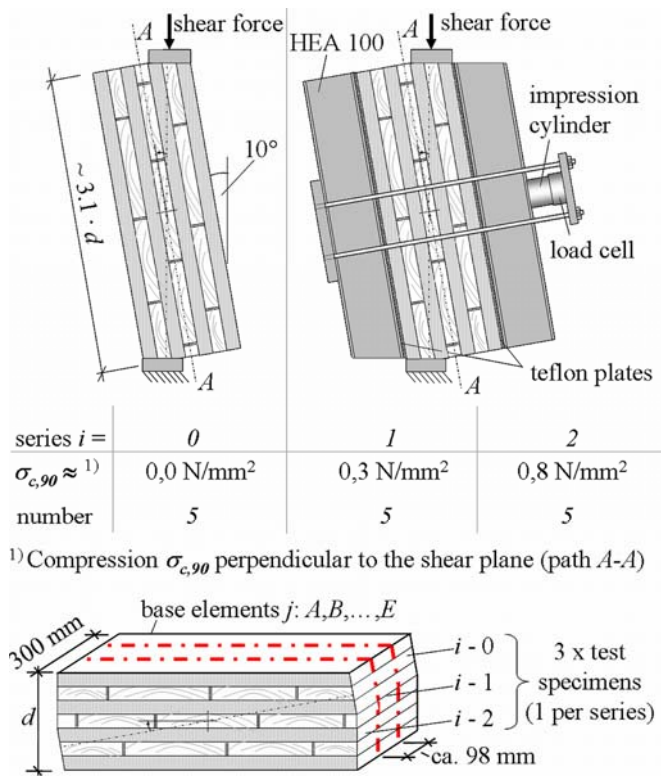 A shear force
A shear force
HEA 100
impression
cylinder
10°
~ 3.1 · d
load cell
teflon plates
A
A
series i = 0 1 2
σc,90 ≈ 1) 0,0 N/mm2 0,3 N/mm2 0,8 N/mm2
number 5 5 5
1) Compression σc,90 perpendicular to the shear plane (path A-A)
base elements j: A,B,…,E
300 mm
i - 0
i - 1
i - 2
3 x test
specimens
(1 per series)
d
ca. 98 mm